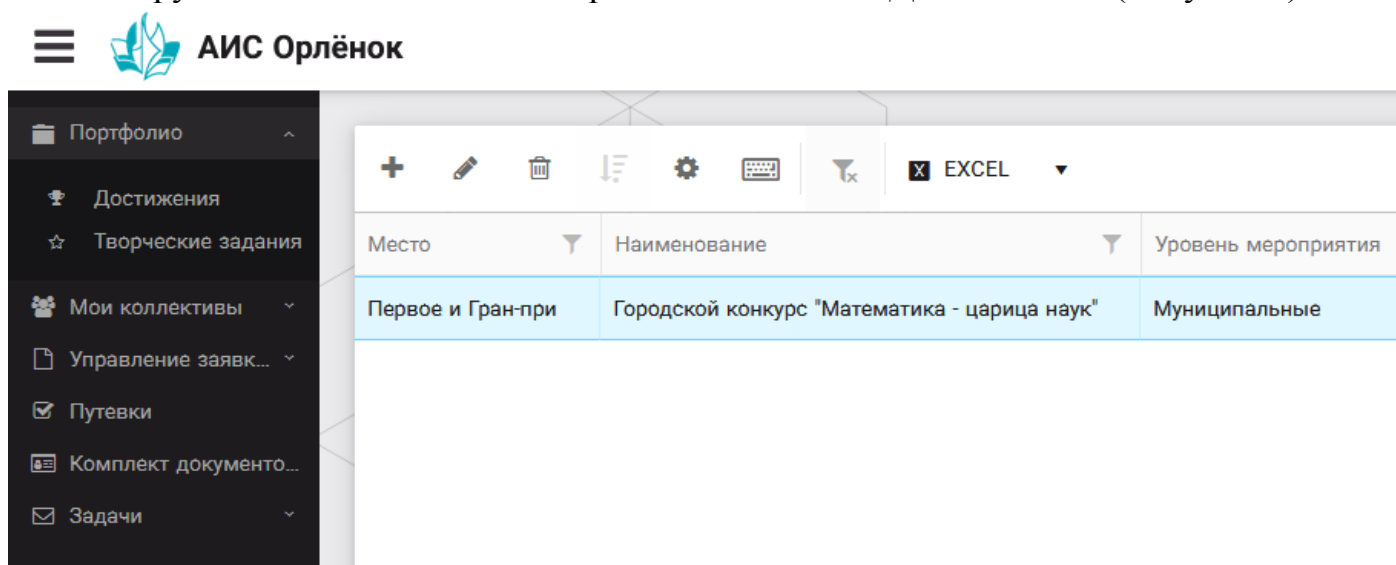 АИС Орлёнок
Портфолио
Достижения
Творческие задания
Мои коллективы
Управление заявк...
Путевки
Комплект документо...
Задачи
EXCEL
Место Наименование Уровень мероприятия
Первое и Гран-при Городской конкурс "Математика - царица наук" Муниципальные